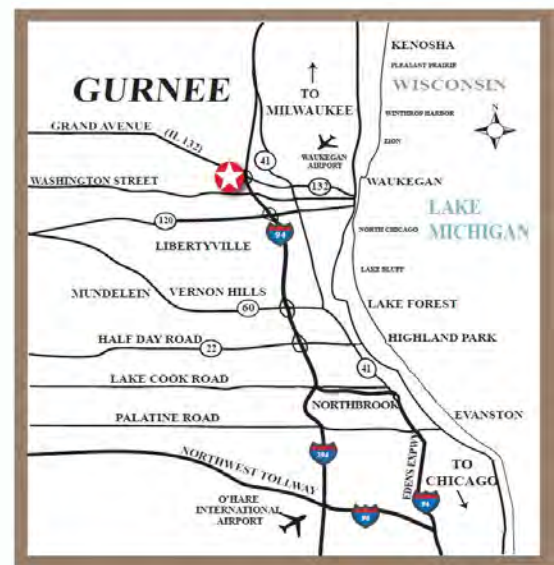 KENOSHA
PLEASANT PRAIRIE
WISCONSIN
GURNEE
TO
MILWAUKEE
WINTHROP HARBOR
N
GRAND AVENUE
(IL 132)
41
WAUKEGAN
AIRPORT
ZION
WASHINGTON STREET
132
WAUKEGAN
LAKE
MICHIGAN
120
94
NORTH CHICAGO
LIBERTYVILLE
LAKE BLUFF
MUNDELEIN
VERNON HILLS
60
LAKE FOREST
HALF DAY ROAD
22
HIGHLAND PARK
41
LAKE COOK ROAD
NORTHBROOK
EVANSTON
PALATINE ROAD
294
NORTHWEST TOLLWAY
EDENS EXPWY
TO
CHICAGO
O'HARE
INTERNATIONAL
AIRPORT
94
90